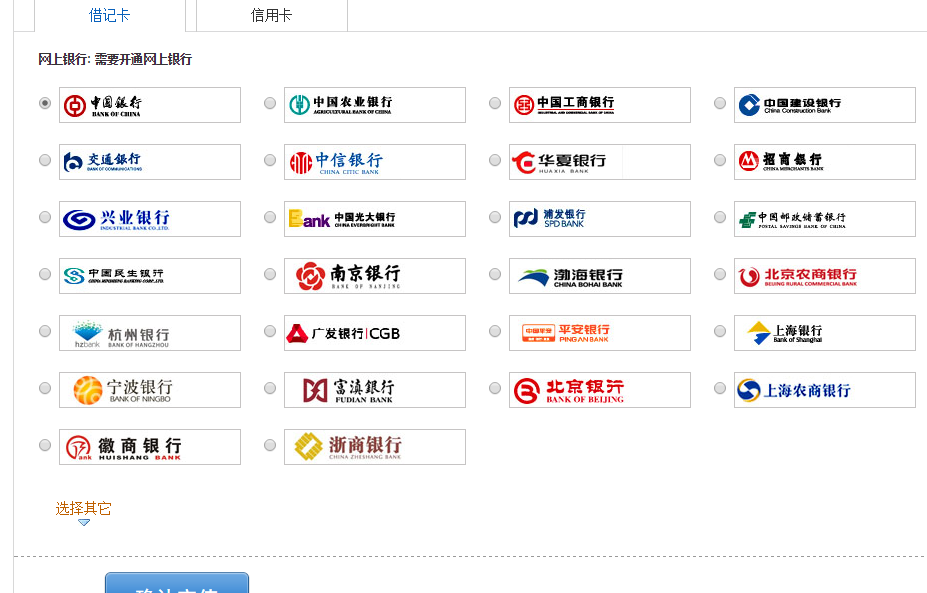 借记卡 信用卡
网上银行: 需要开通网上银行
中国银行 BANK OF CHINA
中国农业银行 AGRICULTURAL BANK OF CHINA
中国工商银行 INDUSTRIAL AND COMMERCIAL BANK OF CHINA
中国建设银行 China Construction Bank
交通银行 BANK OF COMMUNICATIONS
中信银行 CHINA CITIC BANK
华夏银行 HUAXIA BANK
招商银行 CHINA MERCHANTS BANK
兴业银行 INDUSTRIAL BANK CO.,LTD.
Bank 中国光大银行 CHINA EVERBRIGHT BANK
浦发银行 SPD BANK
中国邮政储蓄银行 POSTAL SAVINGS BANK OF CHINA
中国民生银行 CHINA MINSHENG BANKING CORP.,LTD.
南京银行 BANK OF NANJING
渤海银行 CHINA BOHAI BANK
北京农商银行 BEIJING RURAL COMMERCIAL BANK
hzbank 杭州银行 BANK OF HANGZHOU
广发银行|CGB
中国平安 平安银行 PING AN BANK
上海银行 Bank of Shanghai
宁波银行 BANK OF NINGBO
富滇银行 FUDIAN BANK
北京银行 BANK OF BEIJING
上海农商银行
Bank 徽商银行 HUISHANG BANK
浙商银行 CHINA ZHESHANG BANK
选择其它